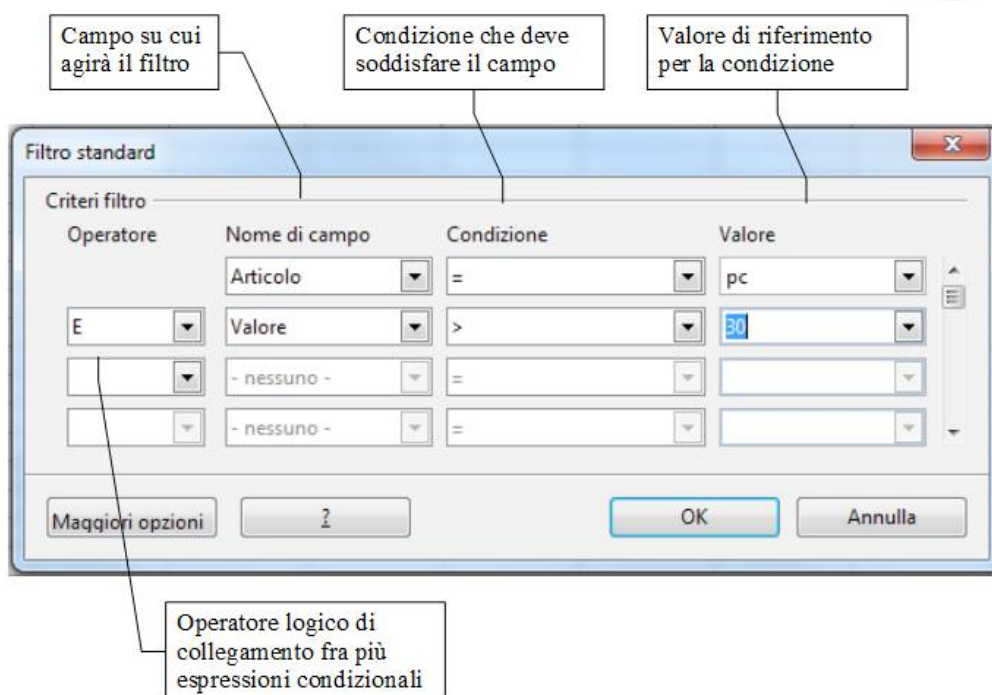 Campo su cui
agirà il filtro
Condizione che deve
soddisfare il campo
Valore di riferimento
per la condizione
Filtro standard
Criteri filtro
Operatore Nome di campo Condizione Valore
Articolo = pc
E Valore > 30
- nessuno - =
- nessuno - =
Maggiori opzioni ? OK Annulla
Operatore logico di
collegamento fra più
espressioni condizionali